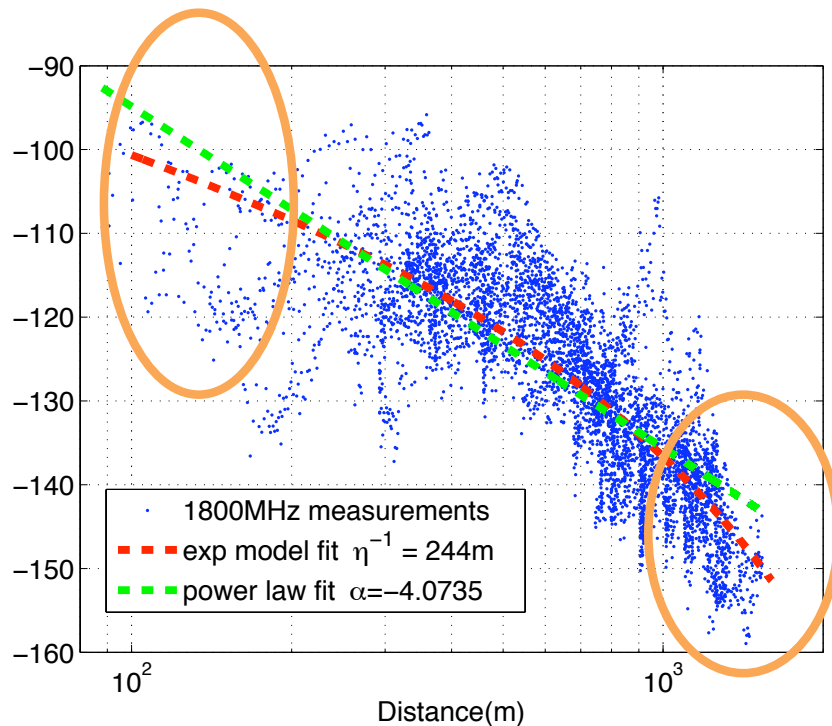 −90
−100
−110
−120
−130
−140
−150
−160
1800MHz measurements
exp model fit η⁻¹ = 244m
power law fit α=−4.0735
10² 10³
Distance(m)